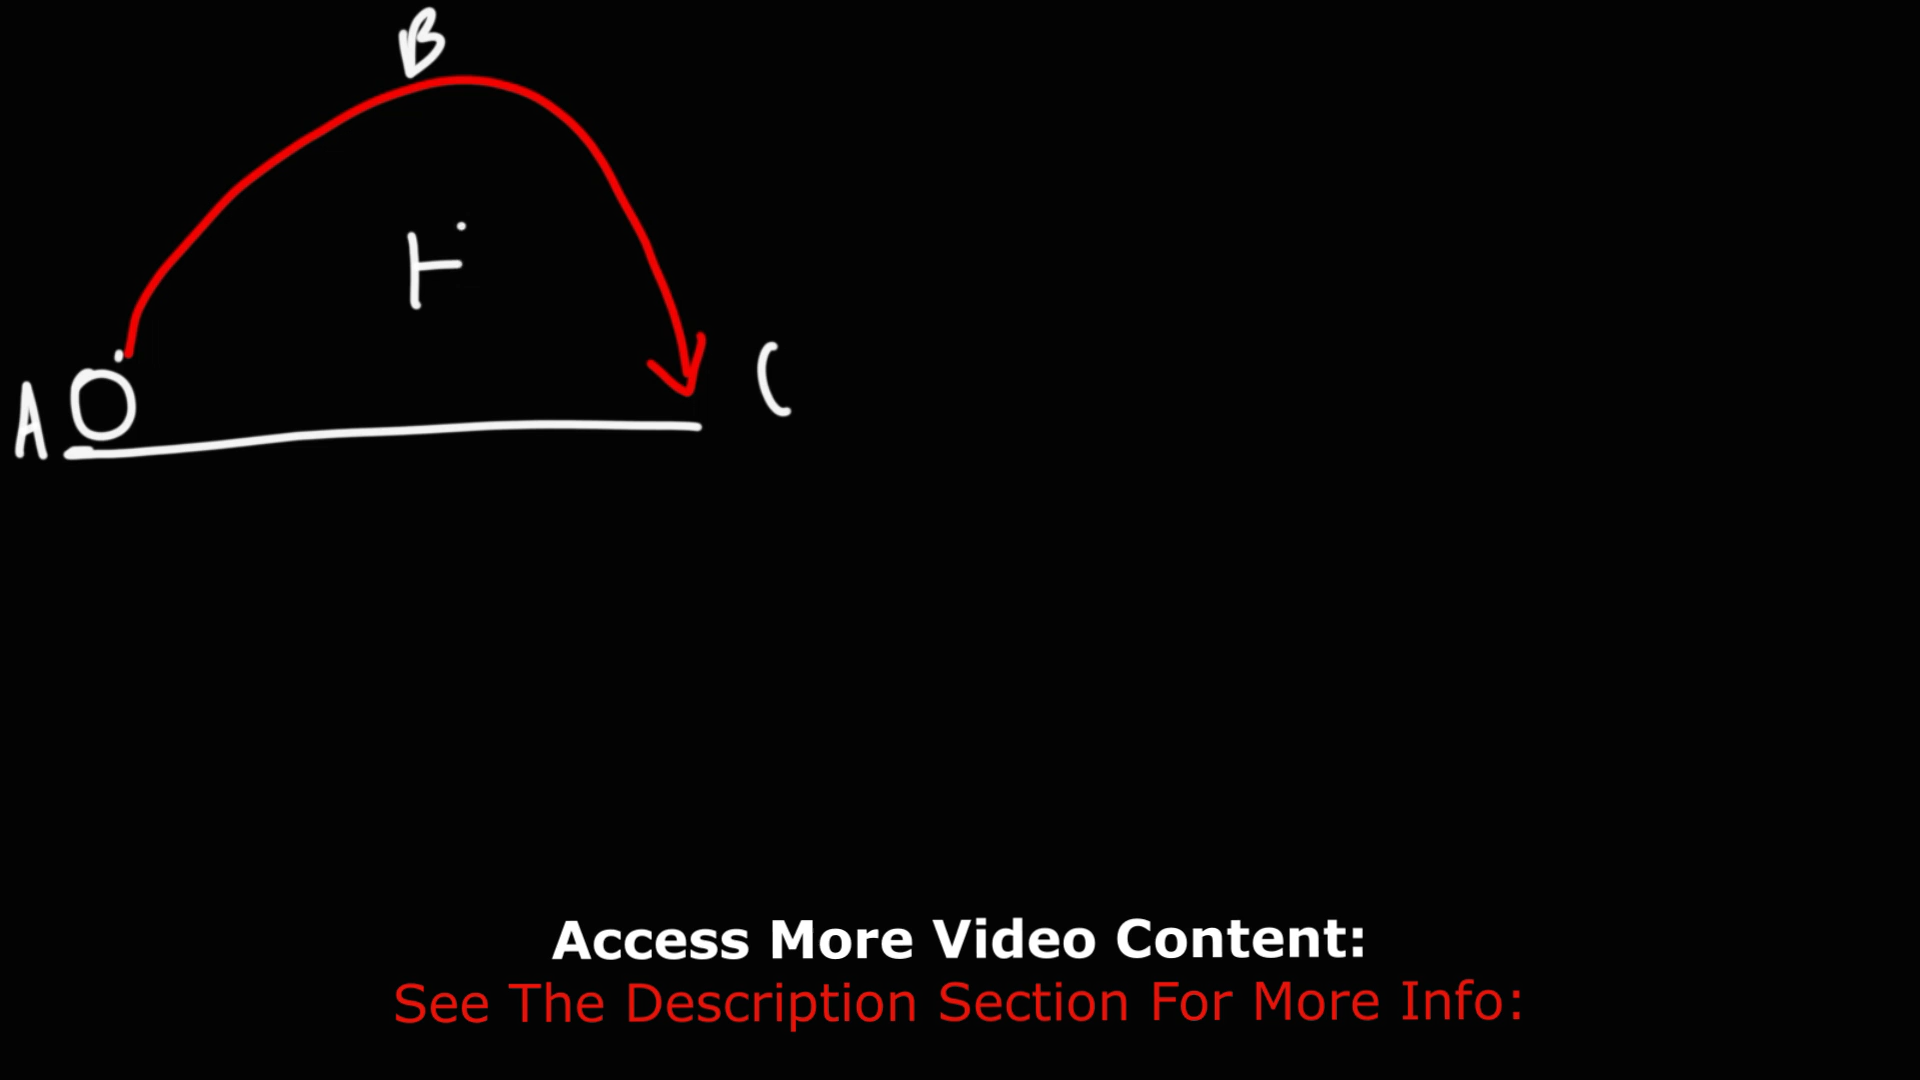 B
A
C
Access More Video Content:
See The Description Section For More Info: